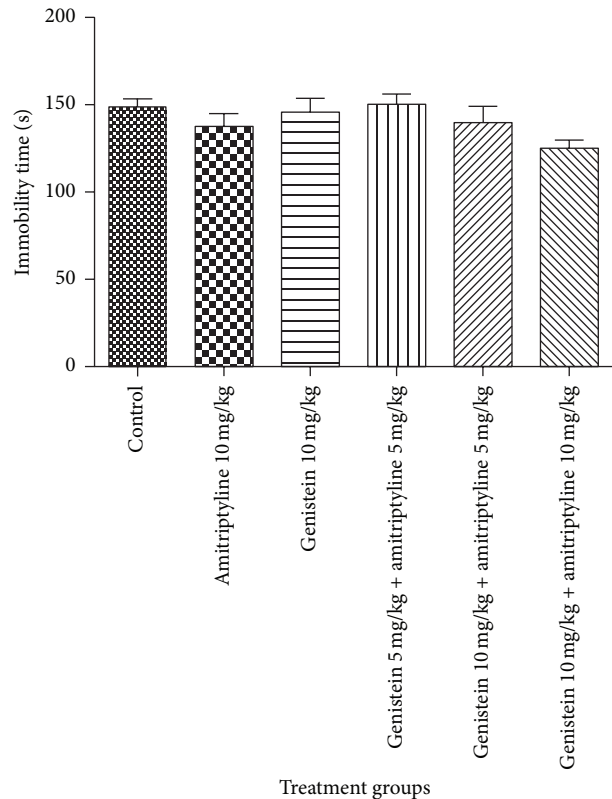 200
150
100
50
0
Immobility time (s)
Control
Amitriptyline 10 mg/kg
Genistein 10 mg/kg
Genistein 5 mg/kg + amitriptyline 5 mg/kg
Genistein 10 mg/kg + amitriptyline 5 mg/kg
Genistein 10 mg/kg + amitriptyline 10 mg/kg
Treatment groups